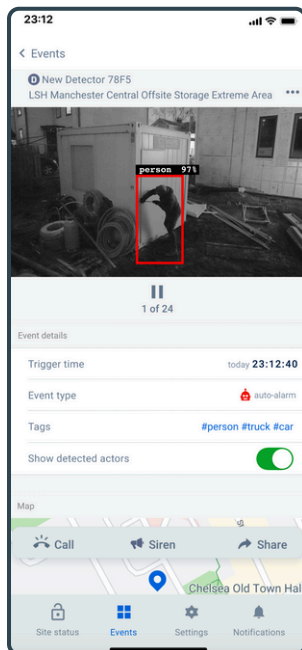 23:12
Events
D New Detector 78F5
LSH Manchester Central Offsite Storage Extreme Area
person 97%
1 of 24
Event details
Trigger time today 23:12:40
Event type auto-alarm
Tags #person #truck #car
Show detected actors
Map
Call Siren Share
Chelsea Old Town Hal
Site status Events Settings Notifications